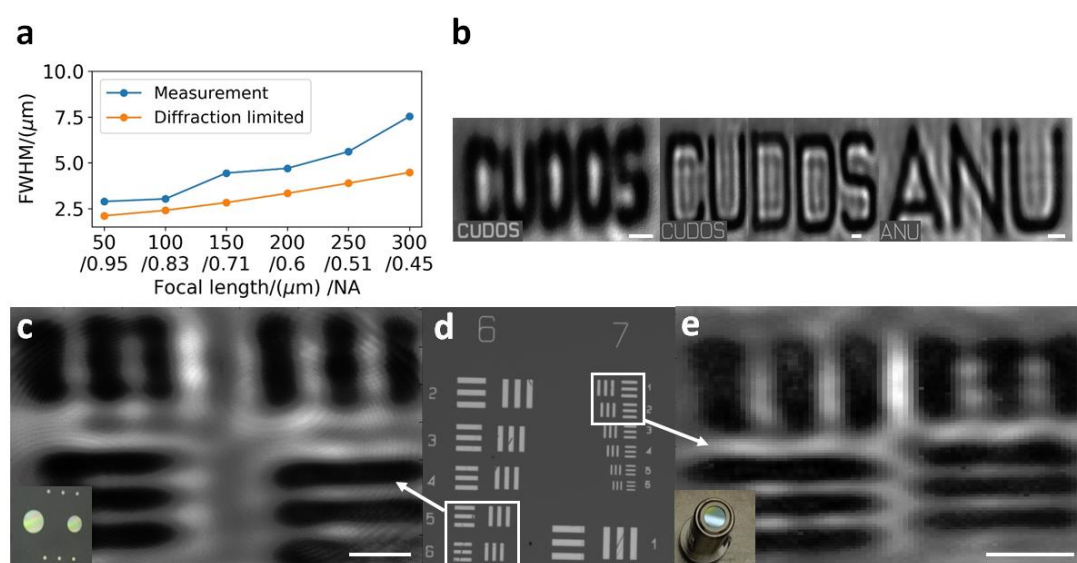 a
b
10.0
7.5
5.0
2.5
FWHM/(μm)
Measurement
Diffraction limited
50 100 150 200 250 300
/0.95 /0.83 /0.71 /0.6 /0.51 /0.45
Focal length/(μm) /NA
CUDOS CUDOS ANU
CUDOS CUDOS ANU
c
d
e
6 7
2
3
4
5
6
1
1
2
3
4
5
6